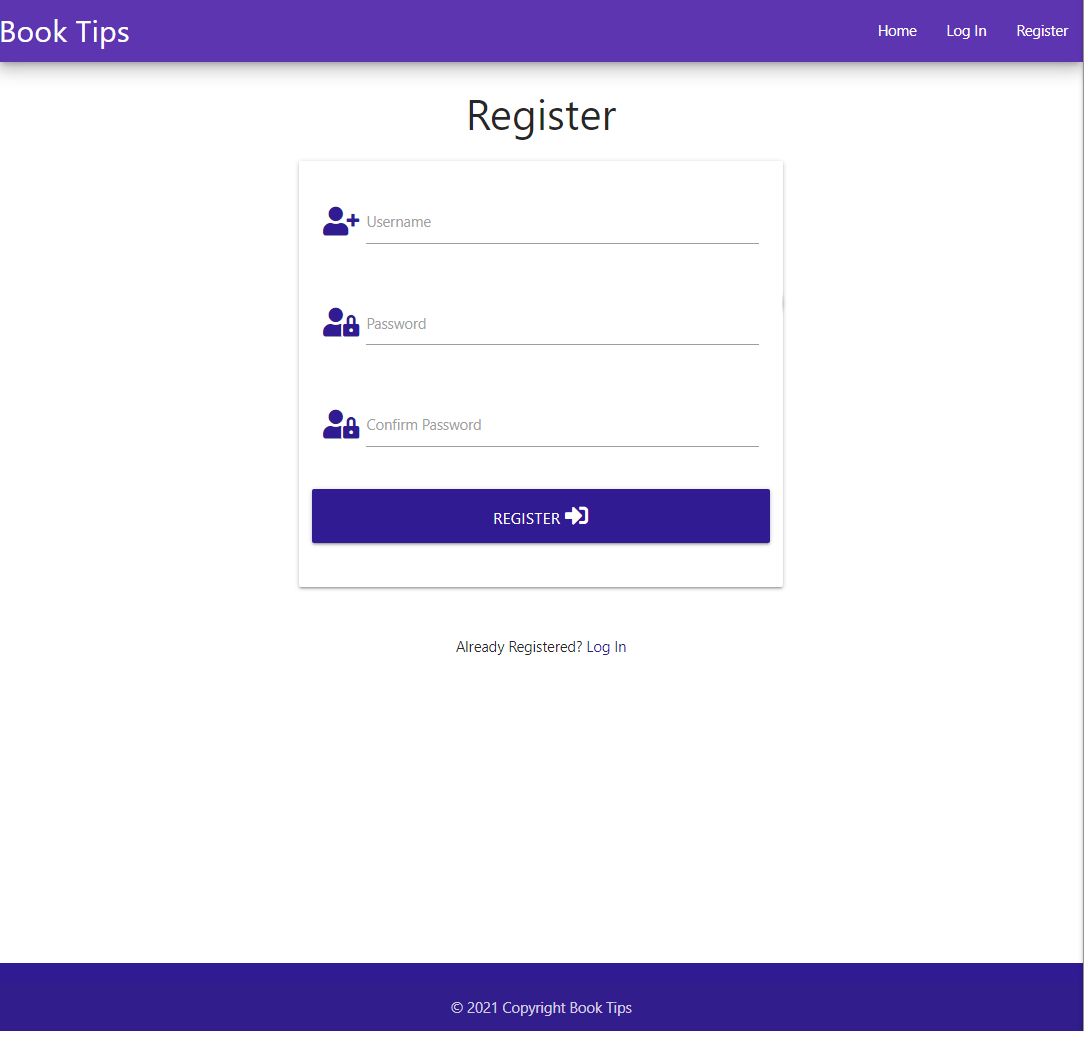 Book Tips
Home Log In Register
Register
Username
Password
Confirm Password
REGISTER
Already Registered? Log In
© 2021 Copyright Book Tips